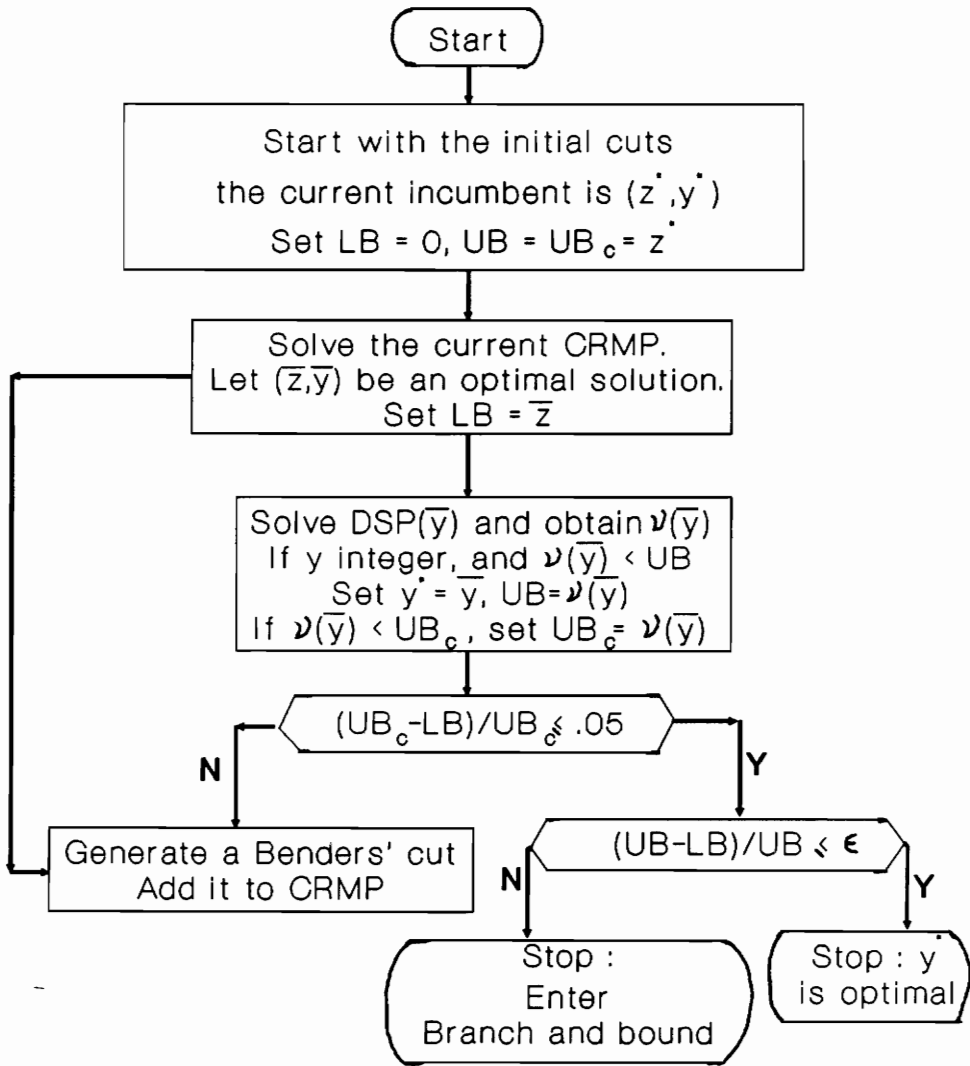 Start
Start with the initial cuts
the current incumbent is (z*,y*)
Set LB = 0, UB = UB_c = z*
Solve the current CRMP.
Let (z̅,y̅) be an optimal solution.
Set LB = z̅
Solve DSP(y̅) and obtain ν(y̅)
If y integer, and ν(y̅) < UB
Set y* = y̅, UB=ν(y̅)
If ν(y̅) < UB_c, set UB_c = ν(y̅)
(UB_c-LB)/UB_c ⩽ .05
N
Y
Generate a Benders' cut
Add it to CRMP
(UB-LB)/UB ⩽ ε
N
Y
Stop :
Enter
Branch and bound
Stop : y*
is optimal